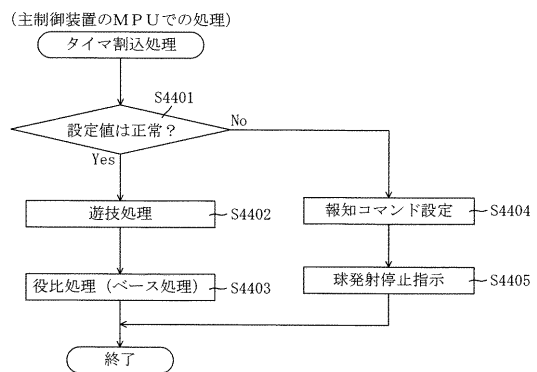 (主制御装置のMPUでの処理)
タイマ割込処理
S4401
設定値は正常?
No
Yes
遊技処理
S4402
報知コマンド設定
S4404
役比処理(ベース処理)
S4403
球発射停止指示
S4405
終了